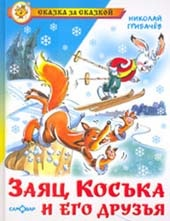 СКАЗКА ЗА СКАЗКОЙ
НИКОЛАЙ
ГРИБАЧЁВ
ЗАЯЦ КОСЬКА
И ЕГО ДРУЗЬЯ
САМОВАР